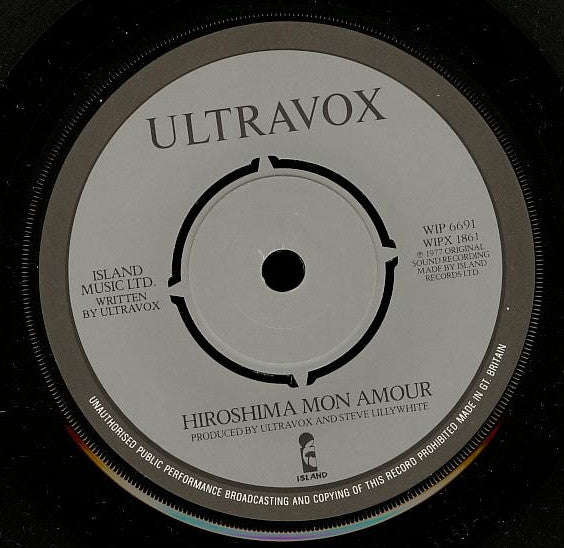 ULTRAVOX
WIP 6691
WIPX 1861
℗ 1977 ORIGINAL
SOUND RECORDING
MADE BY ISLAND
RECORDS LTD.
ISLAND
MUSIC LTD.
WRITTEN
BY ULTRAVOX
HIROSHIMA MON AMOUR
PRODUCED BY ULTRAVOX AND STEVE LILLYWHITE
ISLAND
UNAUTHORISED PUBLIC PERFORMANCE BROADCASTING AND COPYING OF THIS RECORD PROHIBITED MADE IN GT. BRITAIN